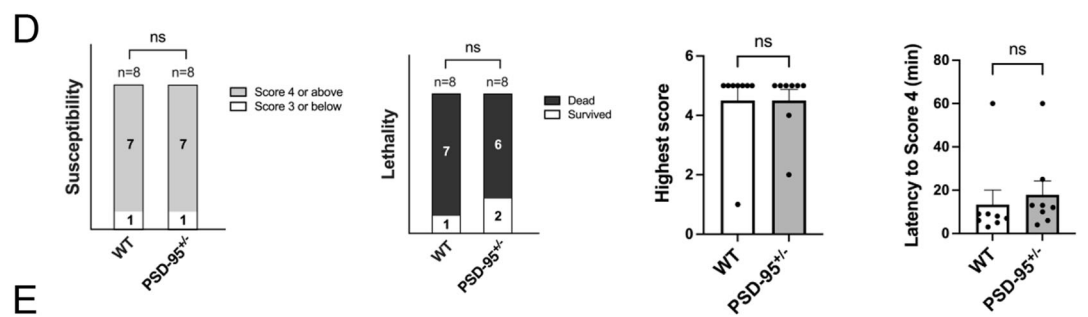 D
ns
n=8 n=8
Susceptibility
7 7
1 1
WT PSD-95+/-
Score 4 or above
Score 3 or below
ns
n=8 n=8
Lethality
7 6
1 2
WT PSD-95+/-
Dead
Survived
ns
Highest score
6
4
2
0
WT PSD-95+/-
ns
Latency to Score 4 (min)
80
60
40
20
0
WT PSD-95+/-
E